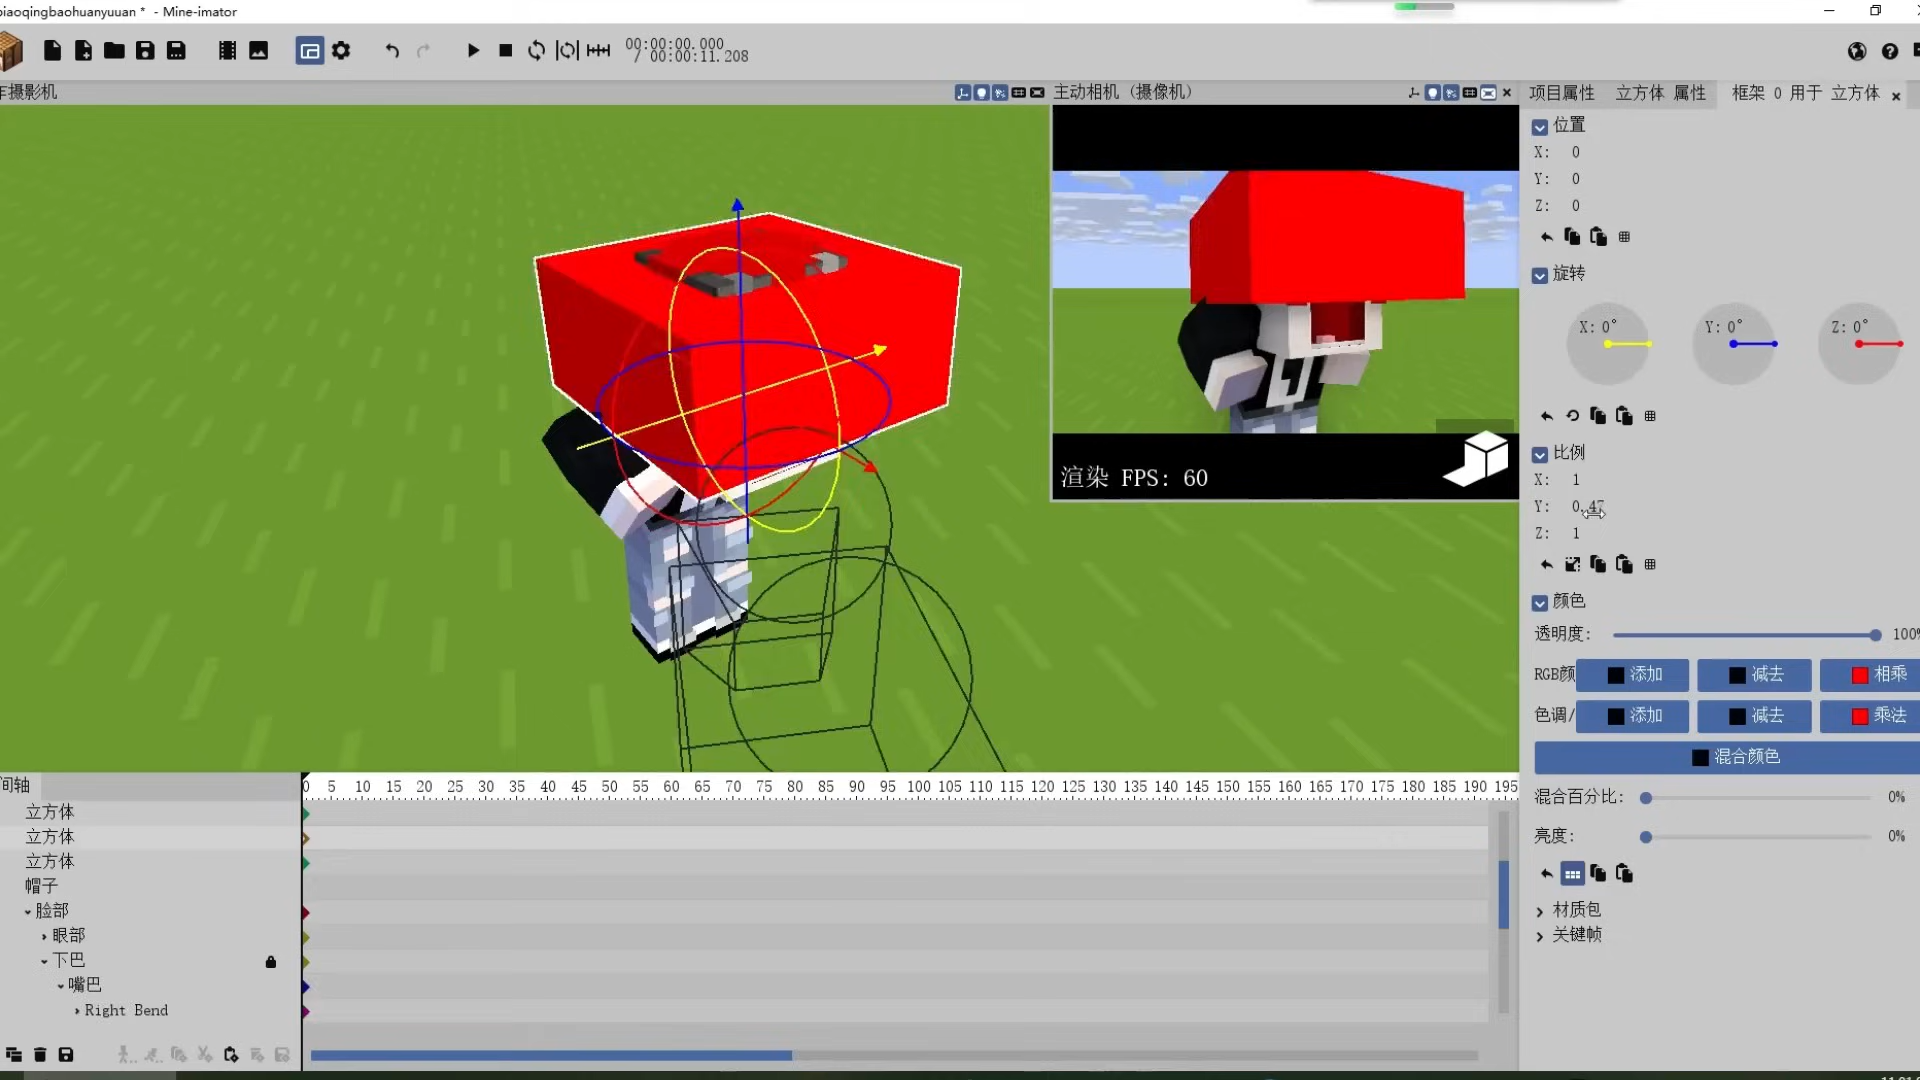 biaoqingbaohuanyuuan * - Mine-imator
00:00:00.000
/ 00:00:11.208
作摄影机
主动相机 (摄像机)
项目属性
立方体 属性
框架 0 用于 立方体
位置
X: 0
Y: 0
Z: 0
旋转
X: 0°
Y: 0°
Z: 0°
比例
X: 1
Y: 0.47
Z: 1
颜色
透明度:
100%
RGB颜
添加
减去
相乘
色调/
添加
减去
乘法
混合颜色
混合百分比: 0%
亮度: 0%
材质包
关键帧
渲染 FPS: 60
间轴
0 5 10 15 20 25 30 35 40 45 50 55 60 65 70 75 80 85 90 95 100 105 110 115 120 125 130 135 140 145 150 155 160 165 170 175 180 185 190 195
立方体
立方体
立方体
帽子
脸部
眼部
下巴
嘴巴
Right Bend